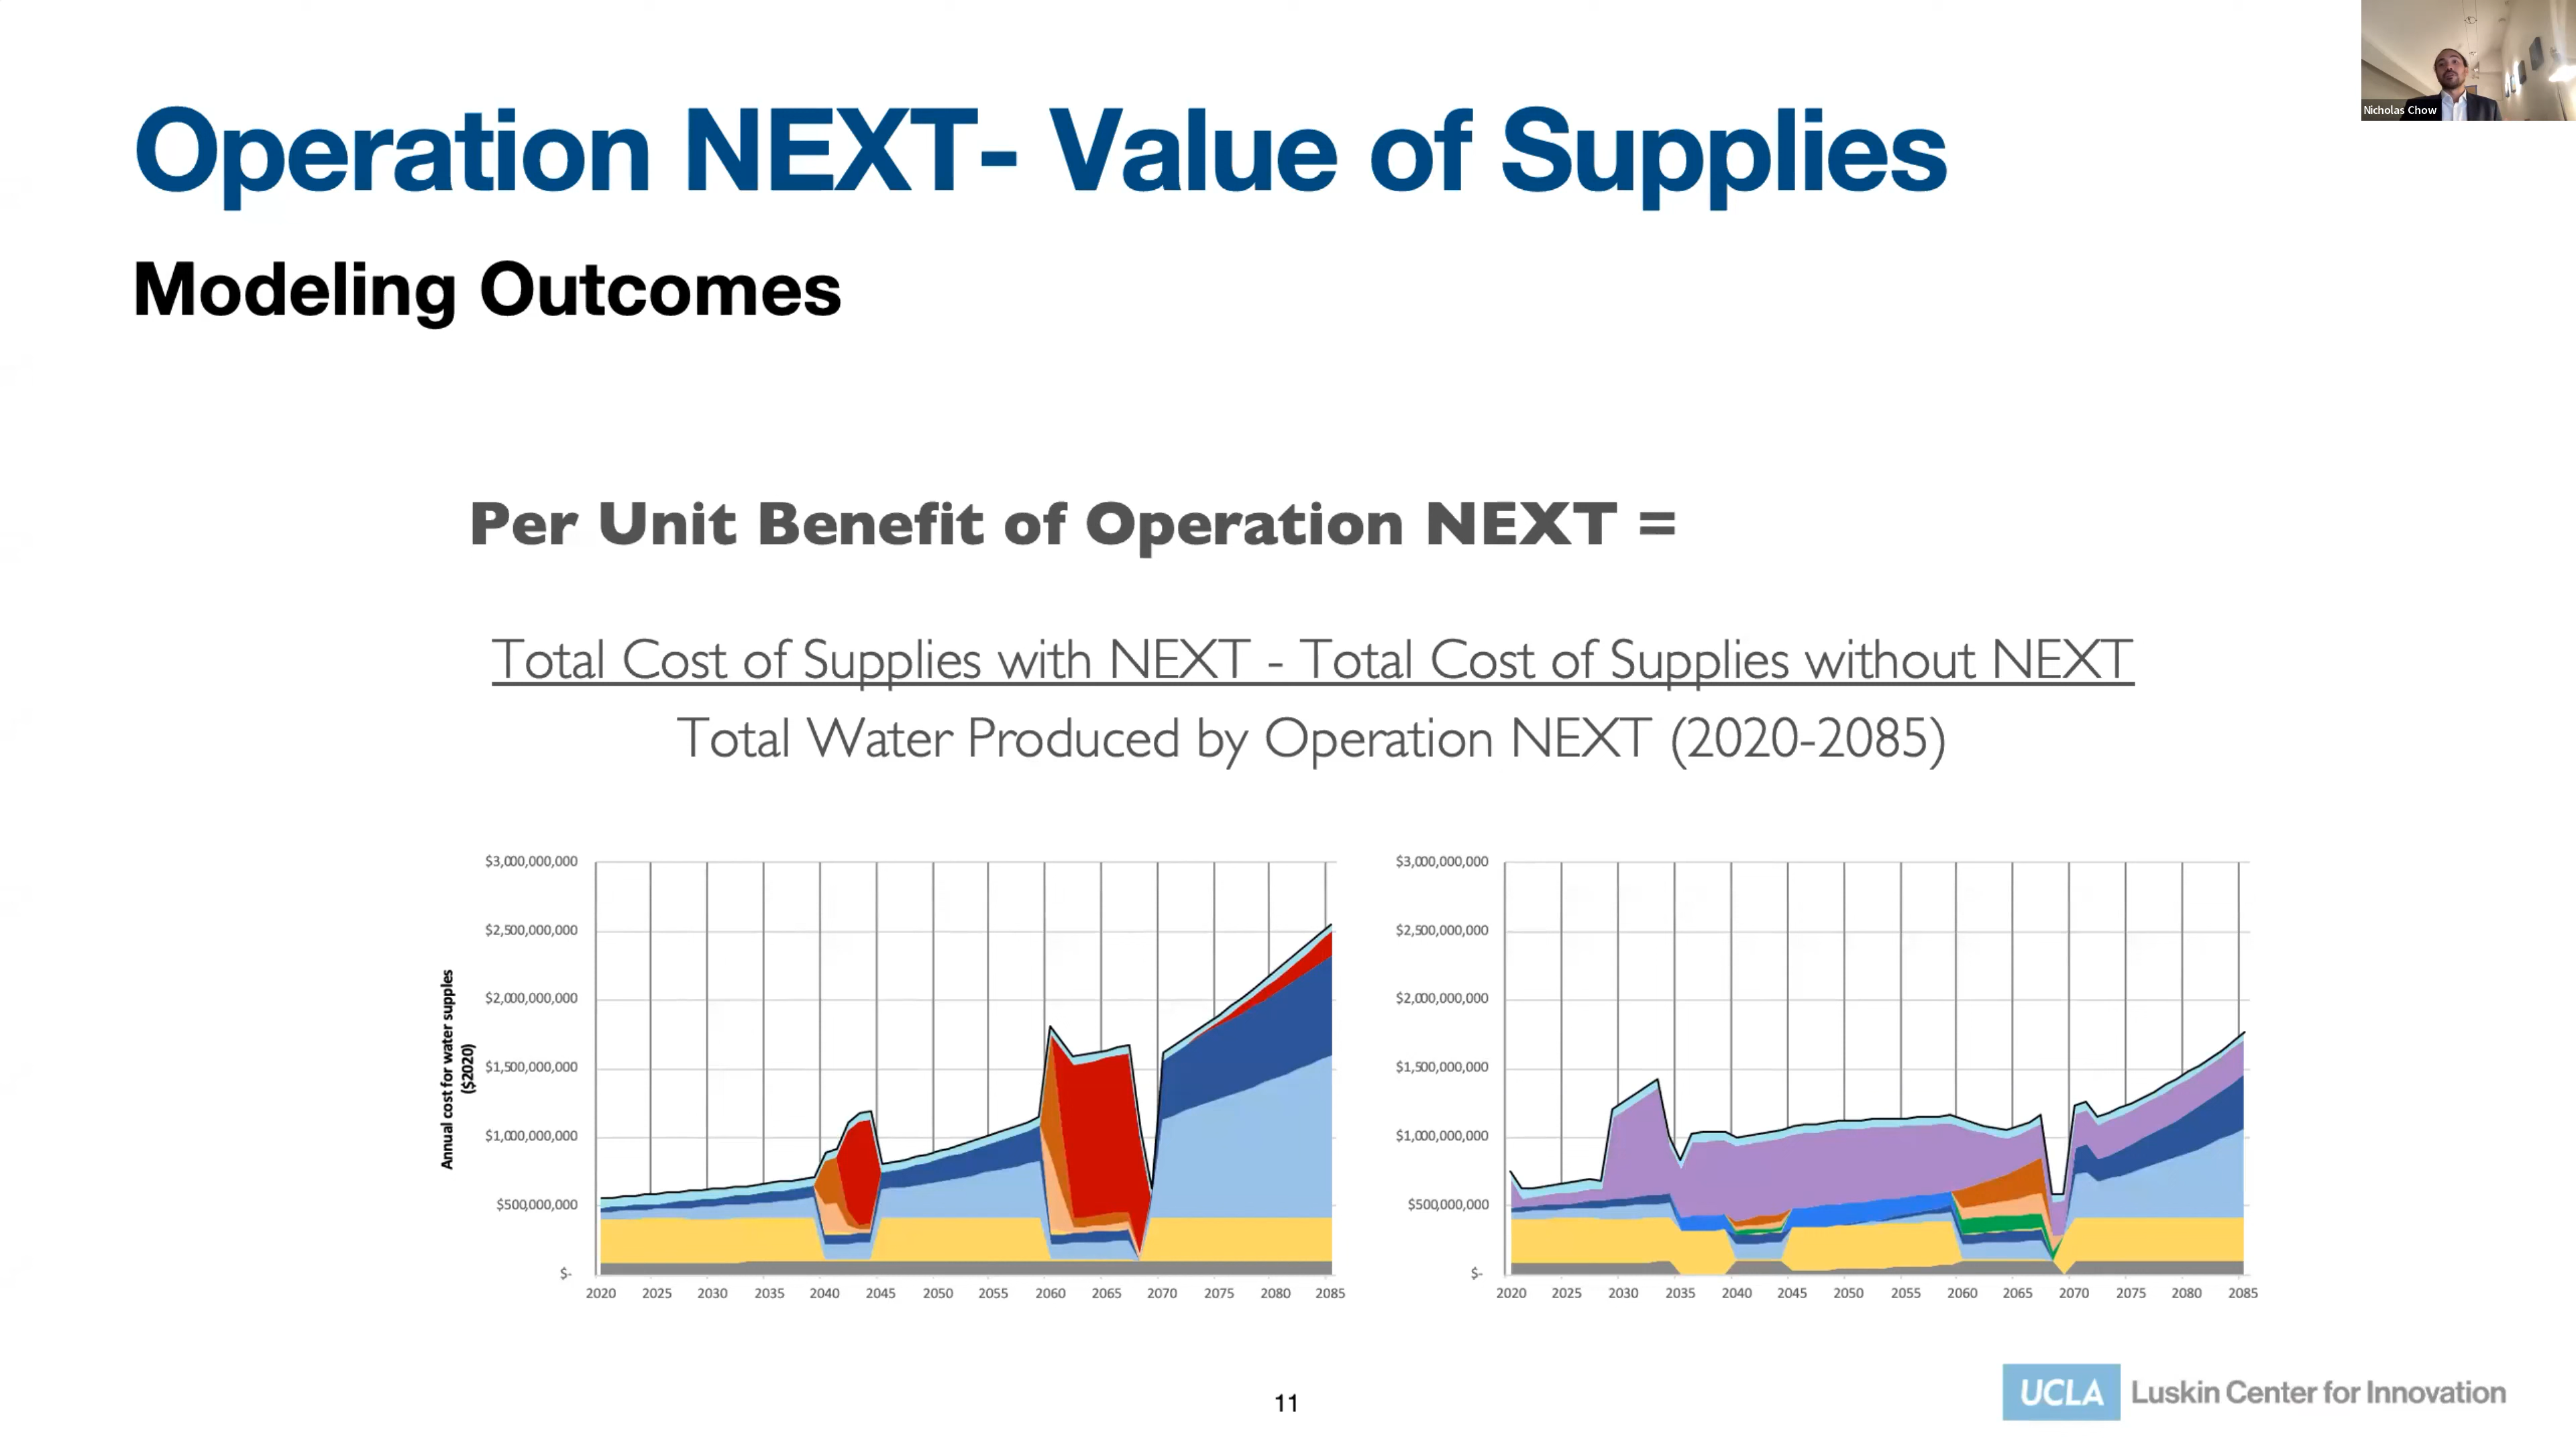 Nicholas Chow
Operation NEXT- Value of Supplies
Modeling Outcomes
Per Unit Benefit of Operation NEXT =
Total Cost of Supplies with NEXT - Total Cost of Supplies without NEXT
Total Water Produced by Operation NEXT (2020-2085)
Annual cost for water supples
($2020)
$3,000,000,000
$2,500,000,000
$2,000,000,000
$1,500,000,000
$1,000,000,000
$500,000,000
$-
2020 2025 2030 2035 2040 2045 2050 2055 2060 2065 2070 2075 2080 2085
$3,000,000,000
$2,500,000,000
$2,000,000,000
$1,500,000,000
$1,000,000,000
$500,000,000
$-
2020 2025 2030 2035 2040 2045 2050 2055 2060 2065 2070 2075 2080 2085
11
UCLA Luskin Center for Innovation